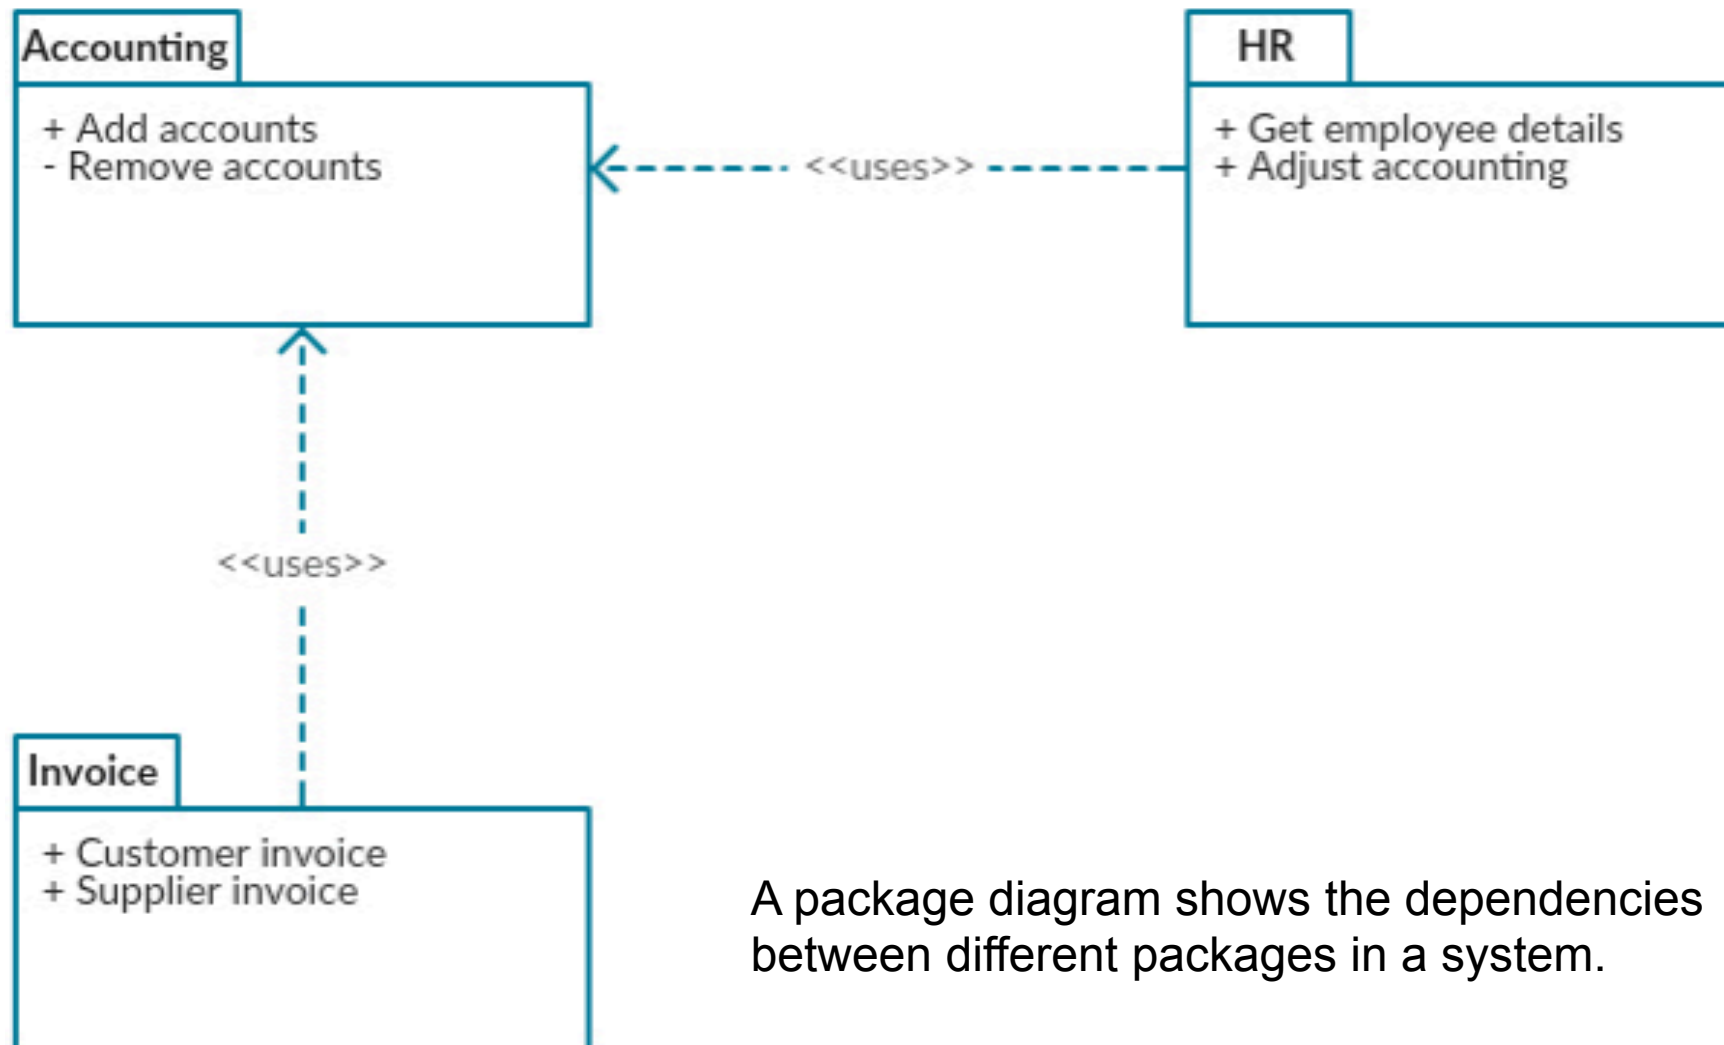 Accounting
+ Add accounts
- Remove accounts
<<uses>>
HR
+ Get employee details
+ Adjust accounting
<<uses>>
Invoice
+ Customer invoice
+ Supplier invoice
A package diagram shows the dependencies
between different packages in a system.